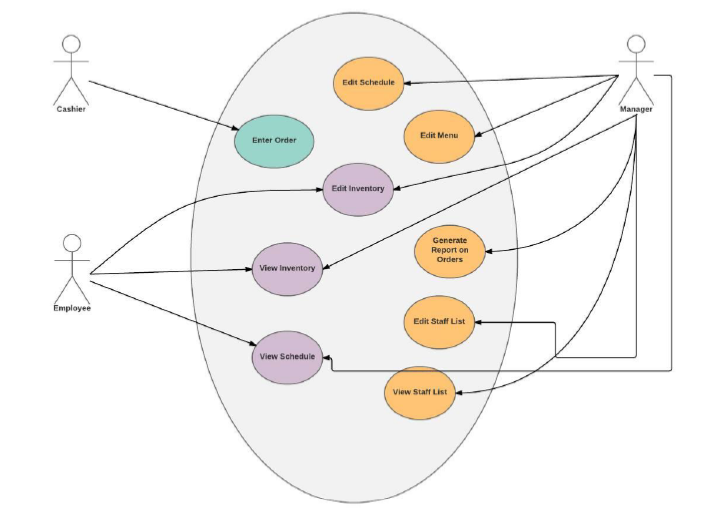 Cashier
Manager
Edit Schedule
Edit Menu
Enter Order
Edit Inventory
Generate
Report on
Orders
View Inventory
Employee
Edit Staff List
View Schedule
View Staff List